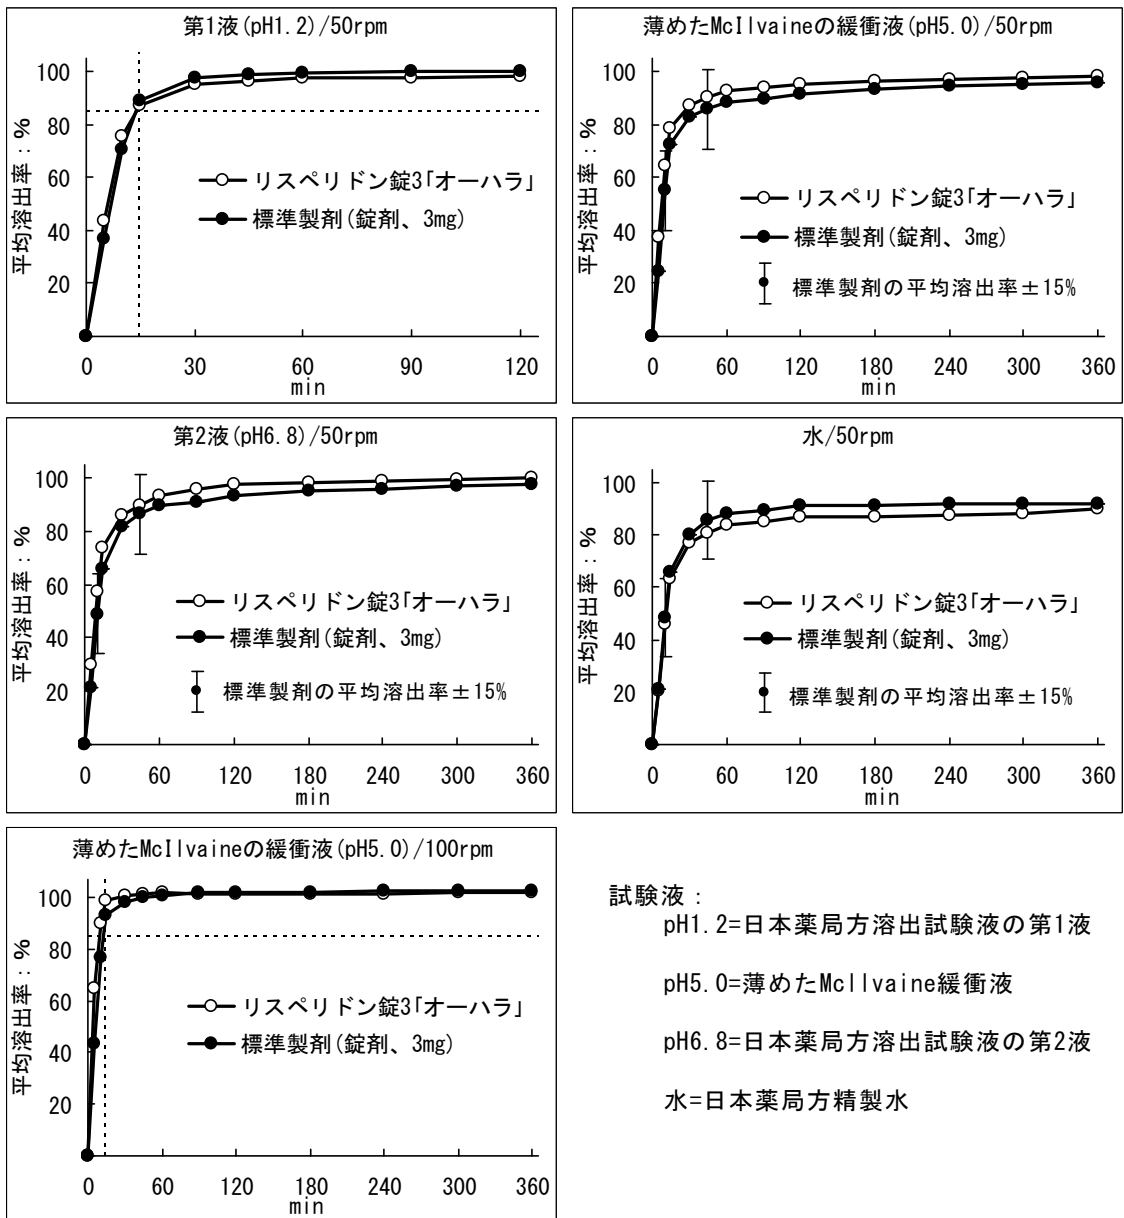 第1液(pH1.2)/50rpm
平均溶出率：%
100
80
60
40
20
リスペリドン錠3｢オーハラ｣
標準製剤(錠剤、3mg)
0 30 60 90 120
min
薄めたMcIlvaineの緩衝液(pH5.0)/50rpm
平均溶出率：%
100
80
60
40
20
リスペリドン錠3｢オーハラ｣
標準製剤(錠剤、3mg)
標準製剤の平均溶出率±15%
0 60 120 180 240 300 360
min
第2液(pH6.8)/50rpm
平均溶出率：%
100
80
60
40
20
リスペリドン錠3｢オーハラ｣
標準製剤(錠剤、3mg)
標準製剤の平均溶出率±15%
0 60 120 180 240 300 360
min
水/50rpm
平均溶出率：%
100
80
60
40
20
リスペリドン錠3｢オーハラ｣
標準製剤(錠剤、3mg)
標準製剤の平均溶出率±15%
0 60 120 180 240 300 360
min
薄めたMcIlvaineの緩衝液(pH5.0)/100rpm
平均溶出率：%
100
80
60
40
20
リスペリドン錠3｢オーハラ｣
標準製剤(錠剤、3mg)
0 60 120 180 240 300 360
min
試験液：
pH1.2=日本薬局方溶出試験液の第1液
pH5.0=薄めたMcIlvaine緩衝液
pH6.8=日本薬局方溶出試験液の第2液
水=日本薬局方精製水